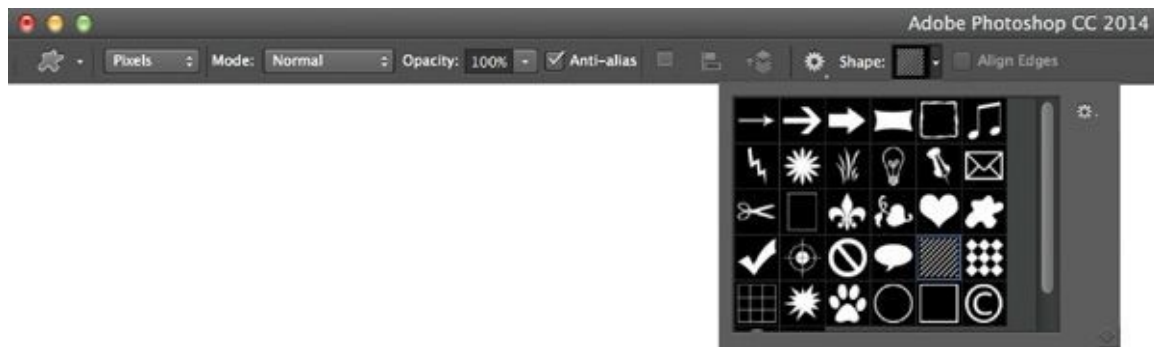 Adobe Photoshop CC 2014
Pixels Mode: Normal Opacity: 100% Anti-alias Shape: Align Edges
©